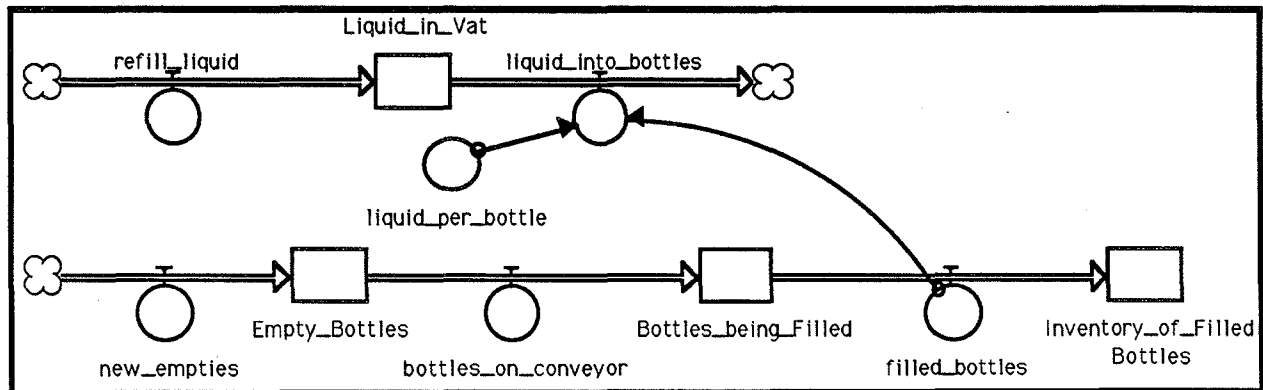 Liquid_in_Vat
refill_liquid
liquid_into_bottles
liquid_per_bottle
Empty_Bottles
Bottles_being_Filled
Inventory_of_Filled
Bottles
new_empties
bottles_on_conveyor
filled_bottles